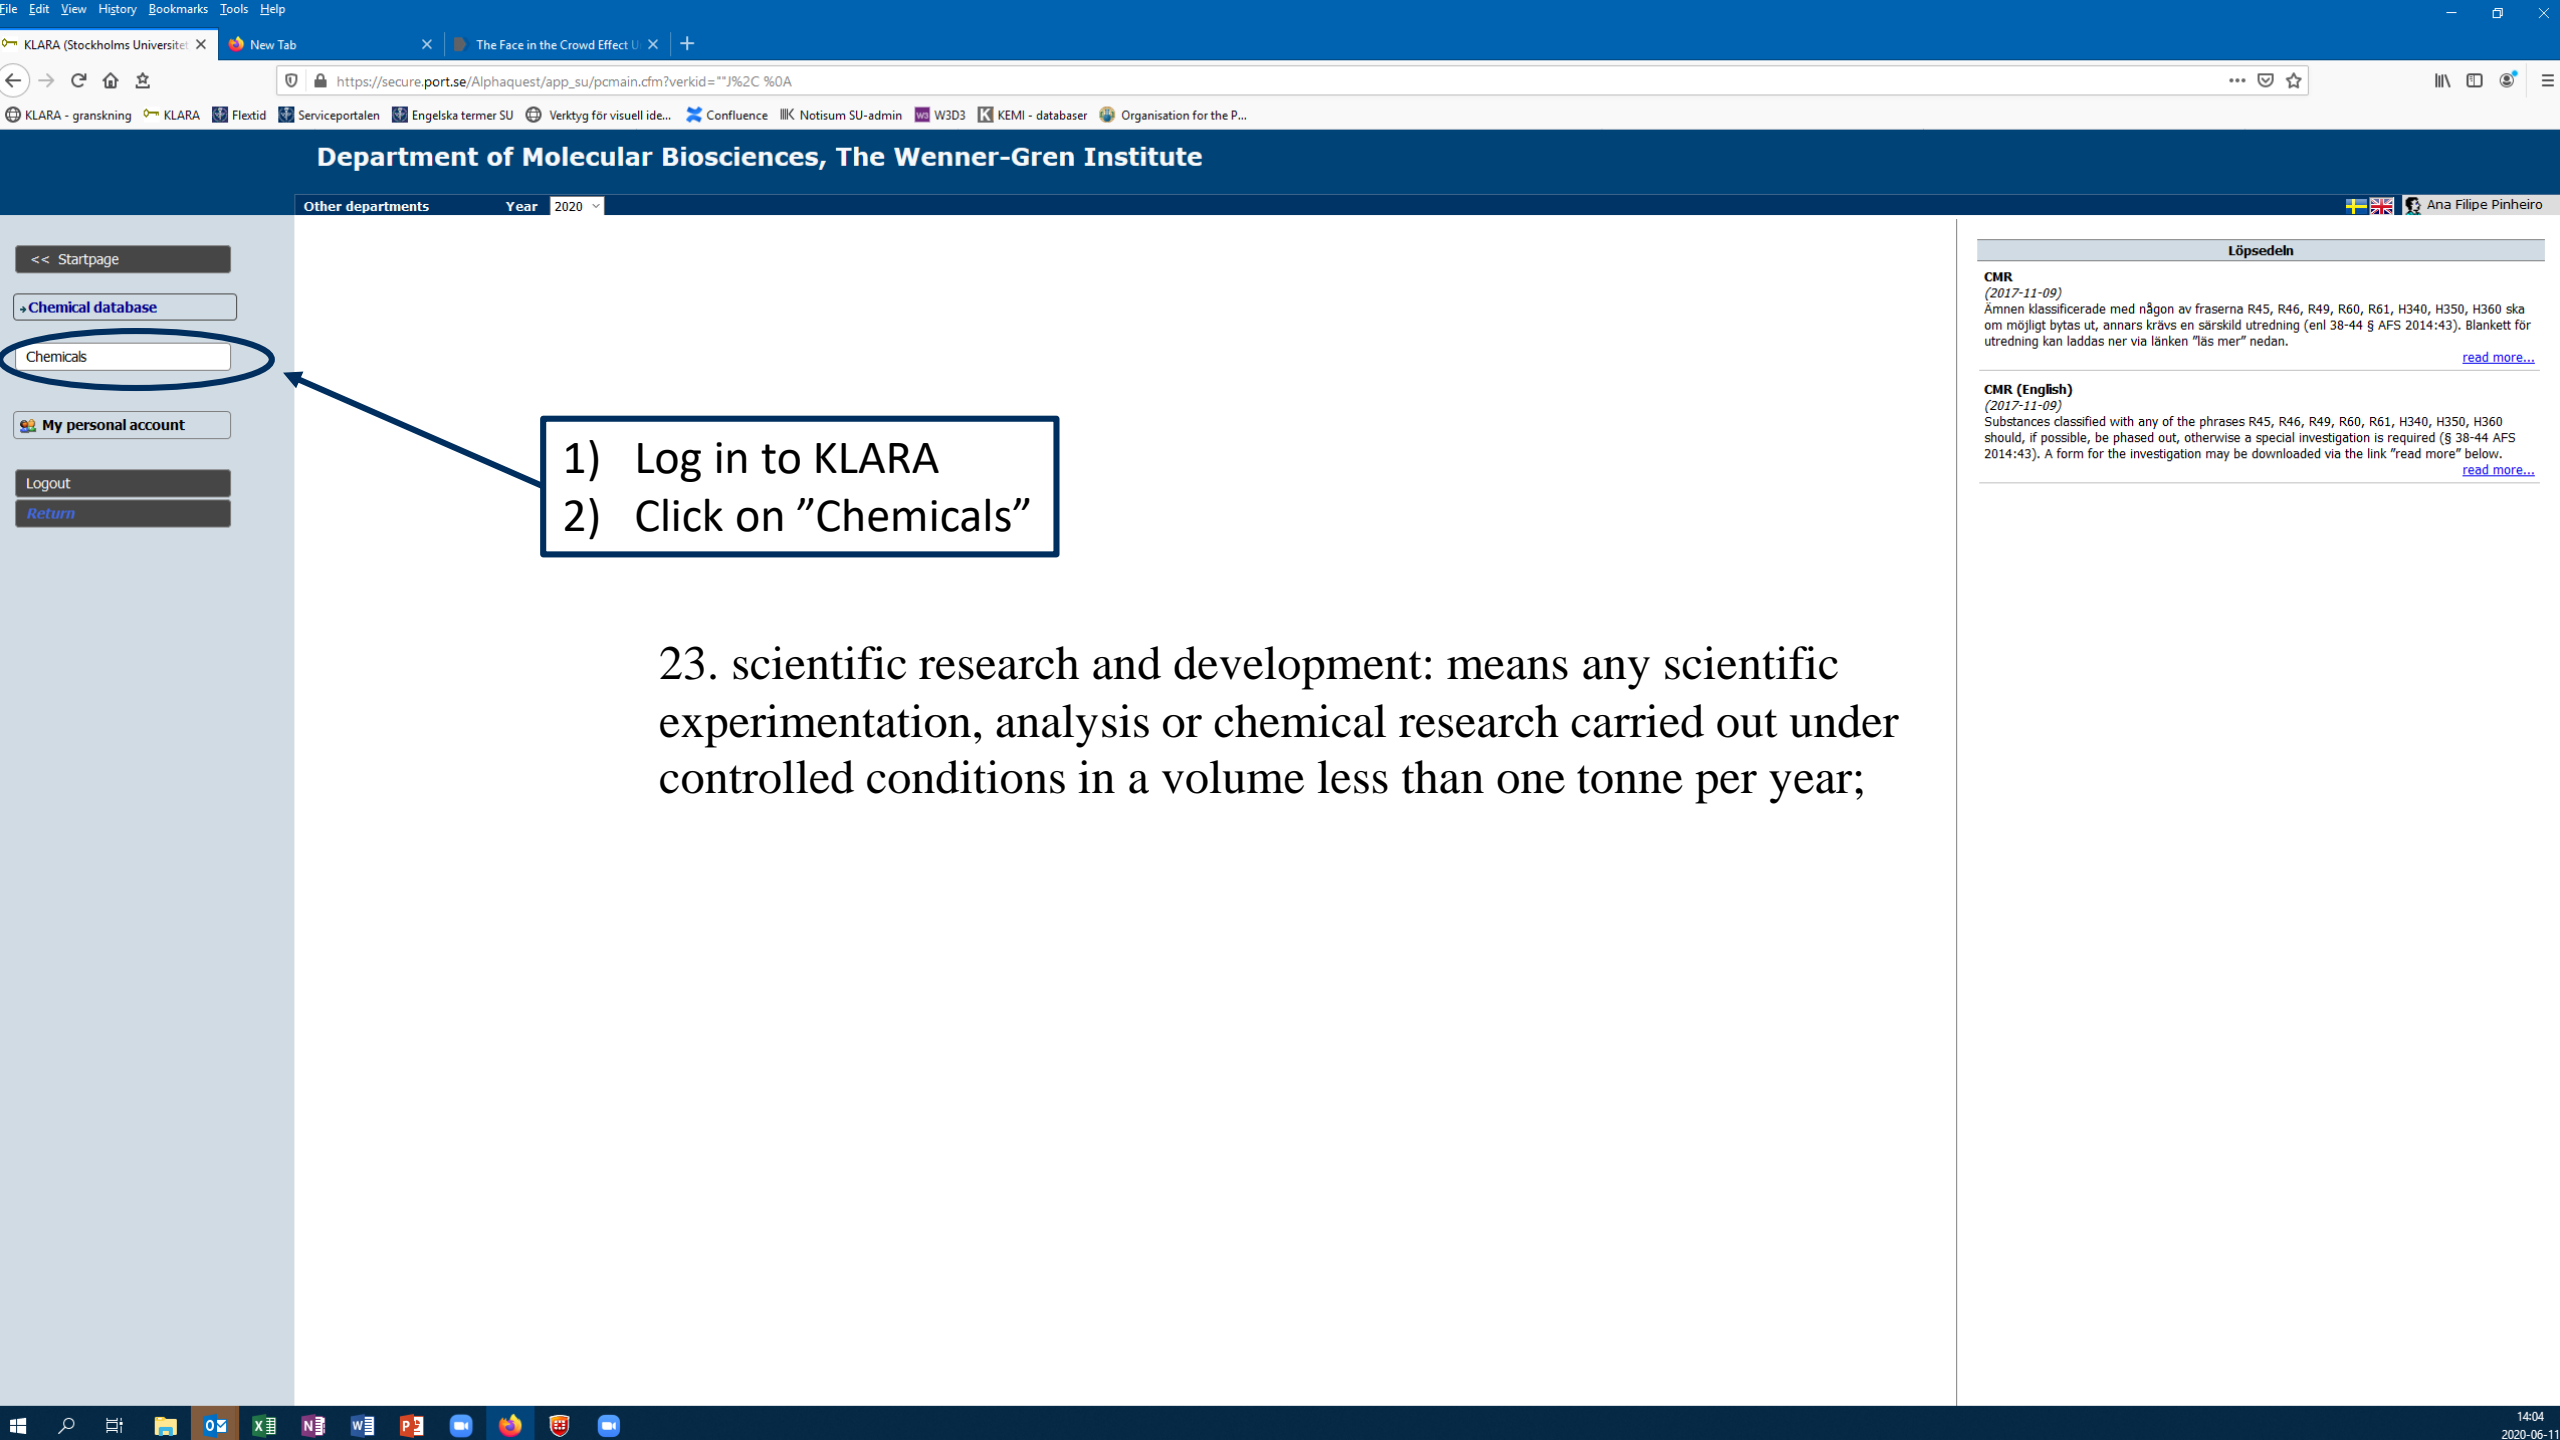 File Edit View History Bookmarks Tools Help
KLARA (Stockholms Universitet New Tab The Face in the Crowd Effect U
https://secure.port.se/Alphaquest/app_su/pcmain.cfm?verkid=""J%2C %0A
KLARA - granskning KLARA Flextid Serviceportalen Engelska termer SU Verktyg för visuell ide... Confluence Notisum SU-admin W3D3 KEMI - databaser Organisation for the P...
Department of Molecular Biosciences, The Wenner-Gren Institute
Other departments Year 2020 Ana Filipe Pinheiro
<< Startpage
Chemical database
Chemicals
My personal account
Logout
Return
1) Log in to KLARA
2) Click on ”Chemicals”
23. scientific research and development: means any scientific
experimentation, analysis or chemical research carried out under
controlled conditions in a volume less than one tonne per year;
Löpsedeln
CMR
(2017-11-09)
Ämnen klassificerade med någon av fraserna R45, R46, R49, R60, R61, H340, H350, H360 ska
om möjligt bytas ut, annars krävs en särskild utredning (enl 38-44 § AFS 2014:43). Blankett för
utredning kan laddas ner via länken ”läs mer” nedan.
read more...
CMR (English)
(2017-11-09)
Substances classified with any of the phrases R45, R46, R49, R60, R61, H340, H350, H360
should, if possible, be phased out, otherwise a special investigation is required (§ 38-44 AFS
2014:43). A form for the investigation may be downloaded via the link ”read more” below.
read more...
14:04
2020-06-11